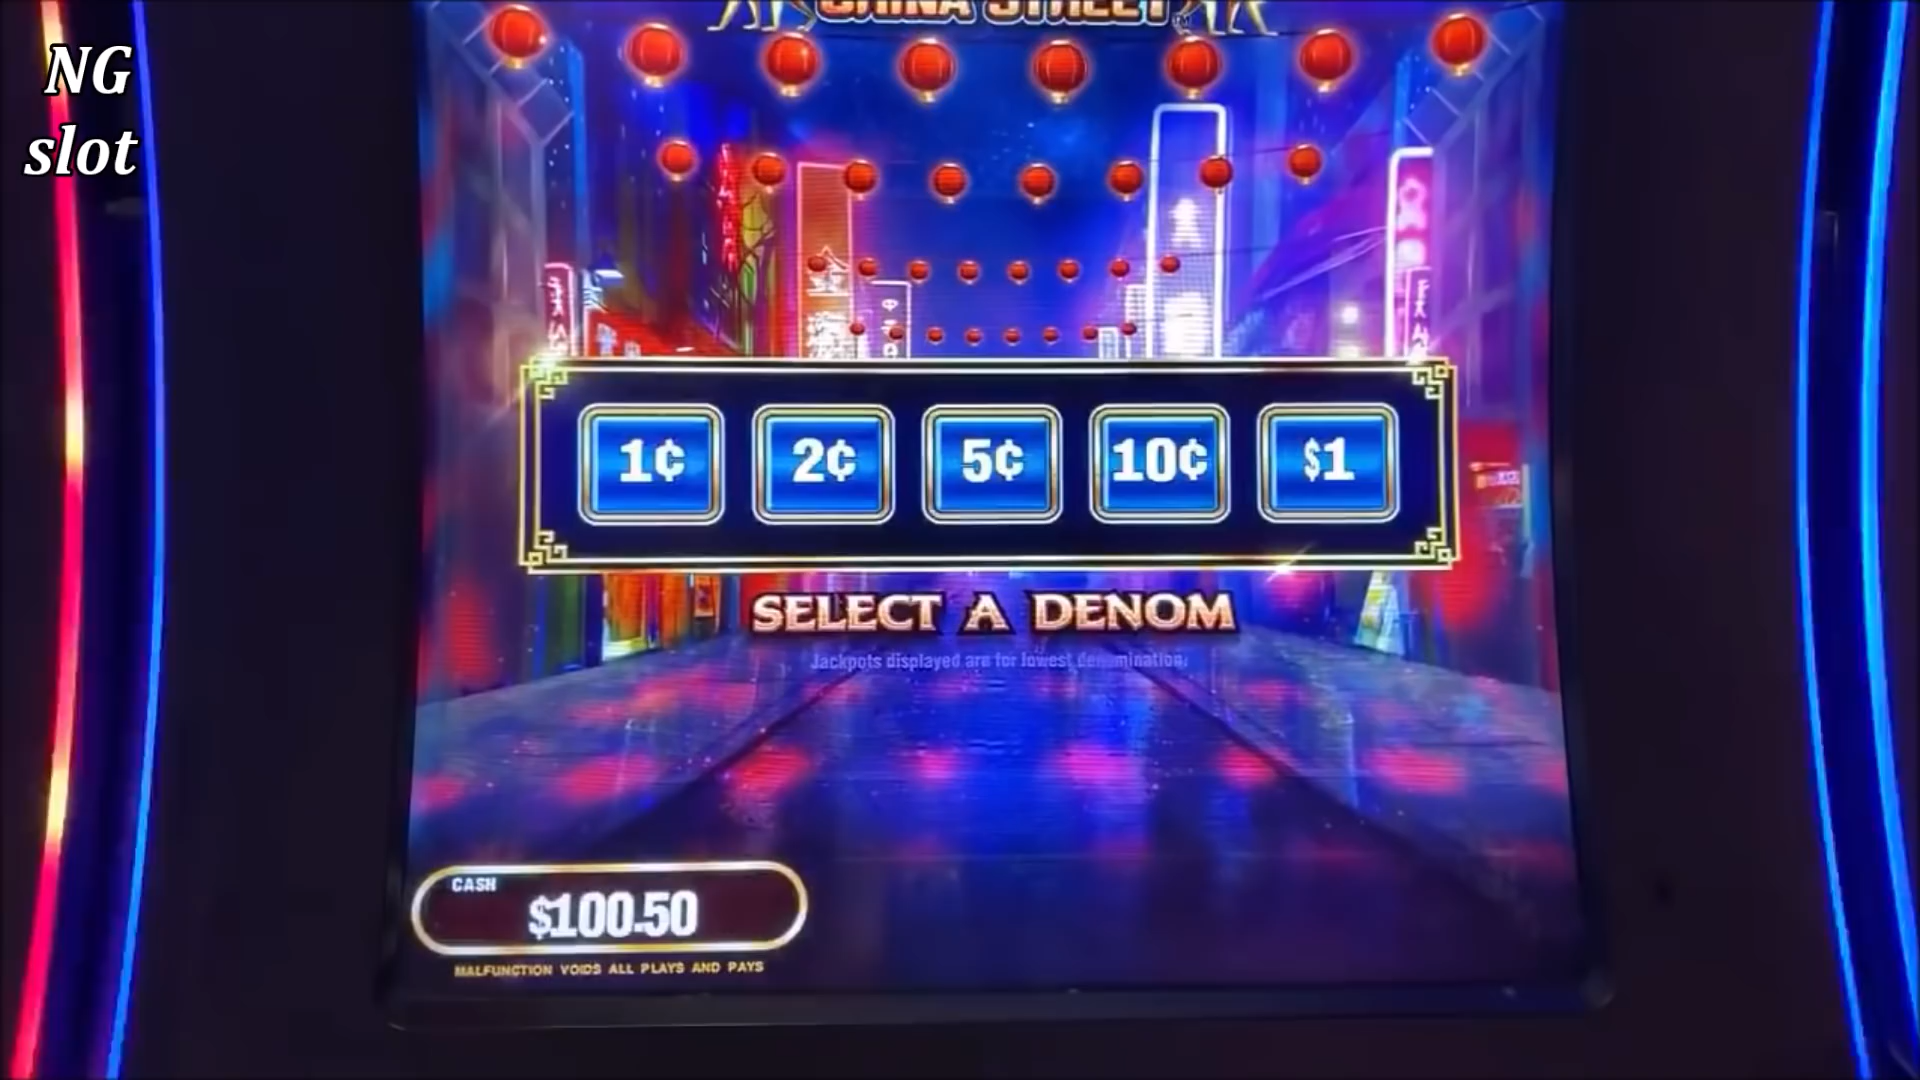 NG
slot
CHINA STREET
1¢
2¢
5¢
10¢
$1
SELECT A DENOM
Jackpots displayed are for lowest denomination.
CASH
$100.50
MALFUNCTION VOIDS ALL PLAYS AND PAYS